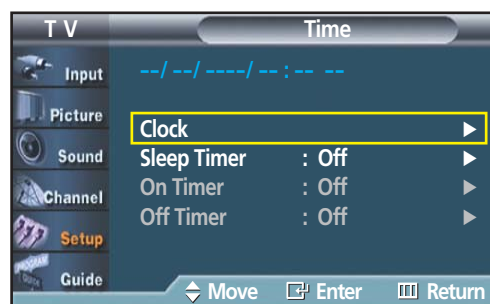 T V
Time
Input
Picture
Sound
Channel
Setup
Guide
--/ --/ ----/ -- : -- --
Clock
Sleep Timer : Off
On Timer : Off
Off Timer : Off
Move Enter Return